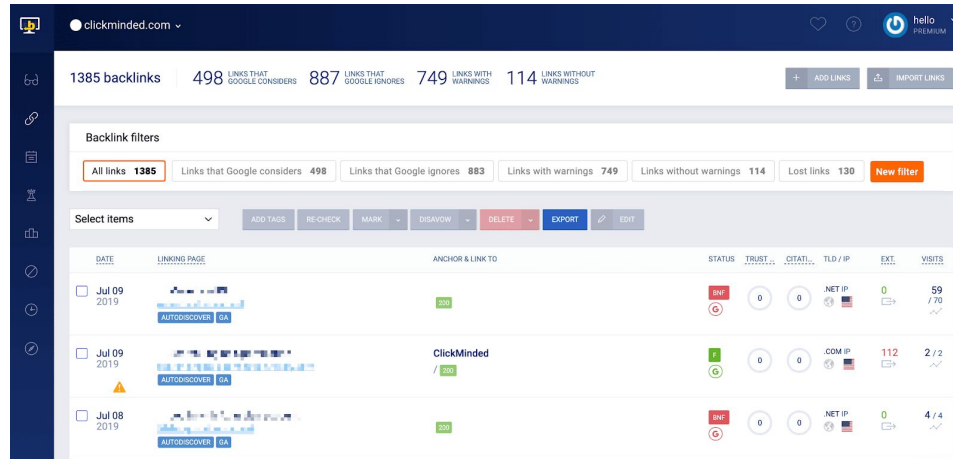 b
clickminded.com
?
hello
PREMIUM
1385 backlinks
498 LINKS THAT GOOGLE CONSIDERS
887 LINKS THAT GOOGLE IGNORES
749 LINKS WITH WARNINGS
114 LINKS WITHOUT WARNINGS
+ ADD LINKS
IMPORT LINKS
Backlink filters
All links 1385
Links that Google considers 498
Links that Google ignores 883
Links with warnings 749
Links without warnings 114
Lost links 130
New filter
Select items
ADD TAGS
RE-CHECK
MARK
DISAVOW
DELETE
EXPORT
EDIT
DATE
LINKING PAGE
ANCHOR & LINK TO
STATUS
TRUST ...
CITATI...
TLD / IP
EXT.
VISITS
Jul 09
2019
AUTODISCOVER GA
200
BNF
G
0
0
.NET IP
0
59
/ 70
Jul 09
2019
AUTODISCOVER GA
ClickMinded
/ 200
F
G
0
0
.COM IP
112
2 / 2
Jul 08
2019
AUTODISCOVER GA
200
BNF
G
0
0
.NET IP
0
4 / 4